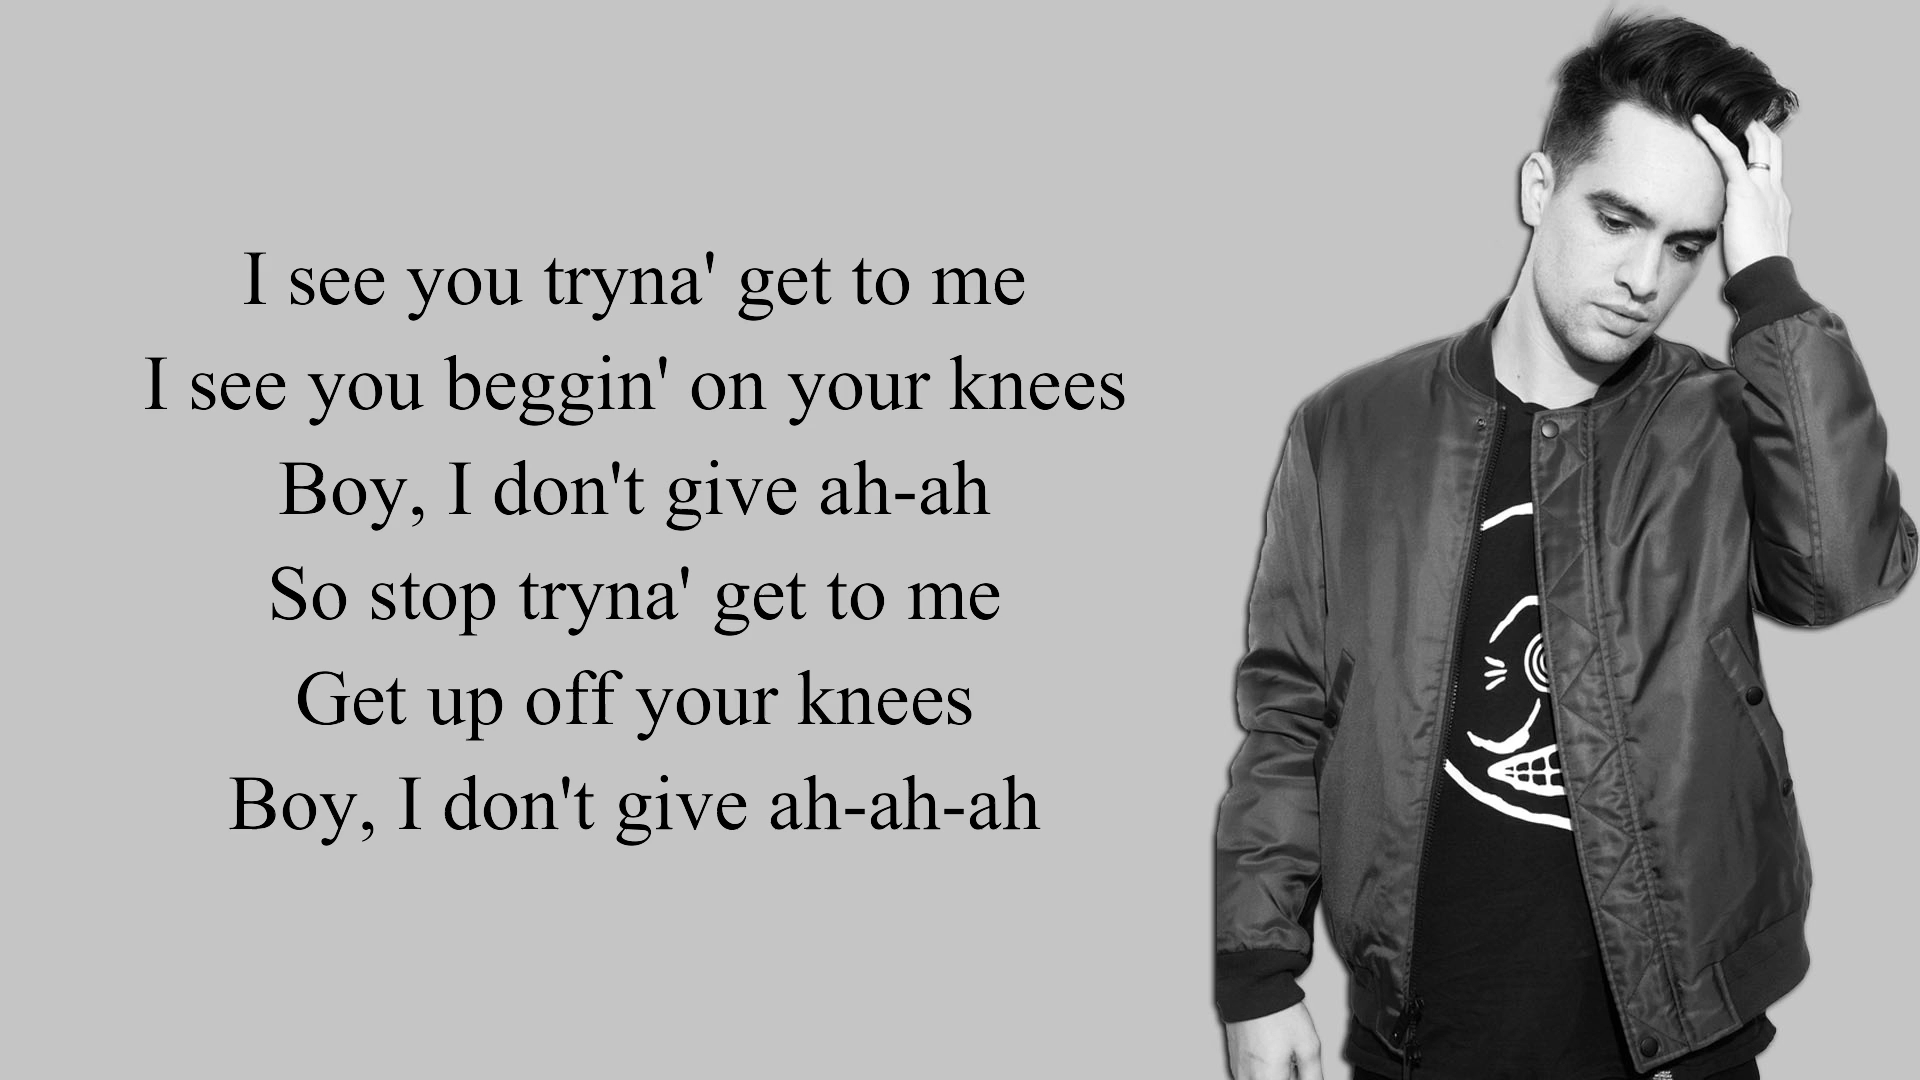 I see you tryna' get to me
I see you beggin' on your knees
Boy, I don't give ah-ah
So stop tryna' get to me
Get up off your knees
Boy, I don't give ah-ah-ah